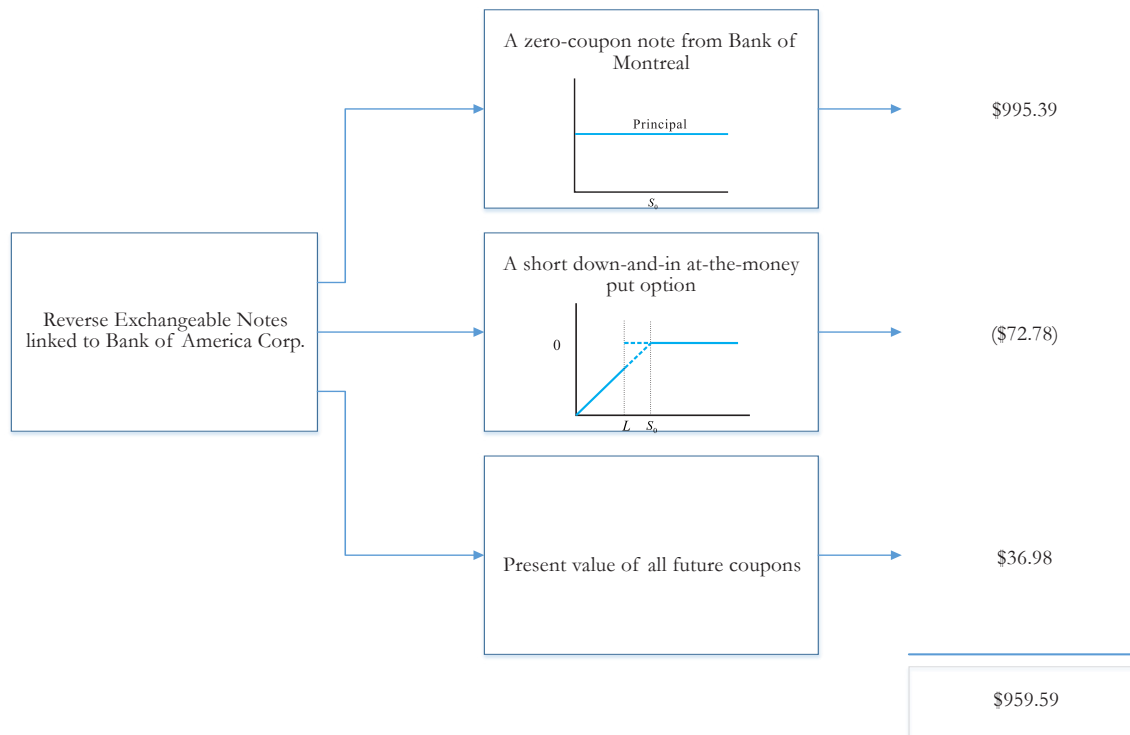 A zero-coupon note from Bank of
Montreal
Principal
S₀
$995.39
Reverse Exchangeable Notes
linked to Bank of America Corp.
A short down-and-in at-the-money
put option
0
L S₀
($72.78)
Present value of all future coupons
$36.98
$959.59